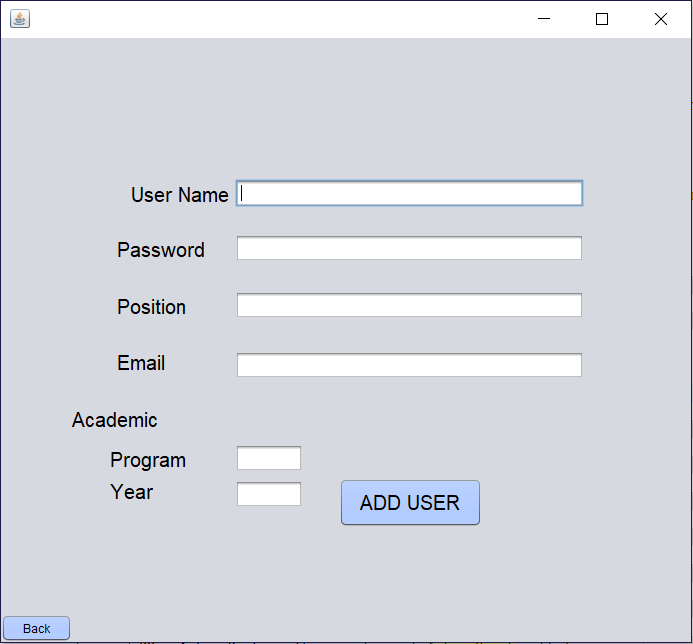 User Name
Password
Position
Email
Academic
Program
Year
ADD USER
Back